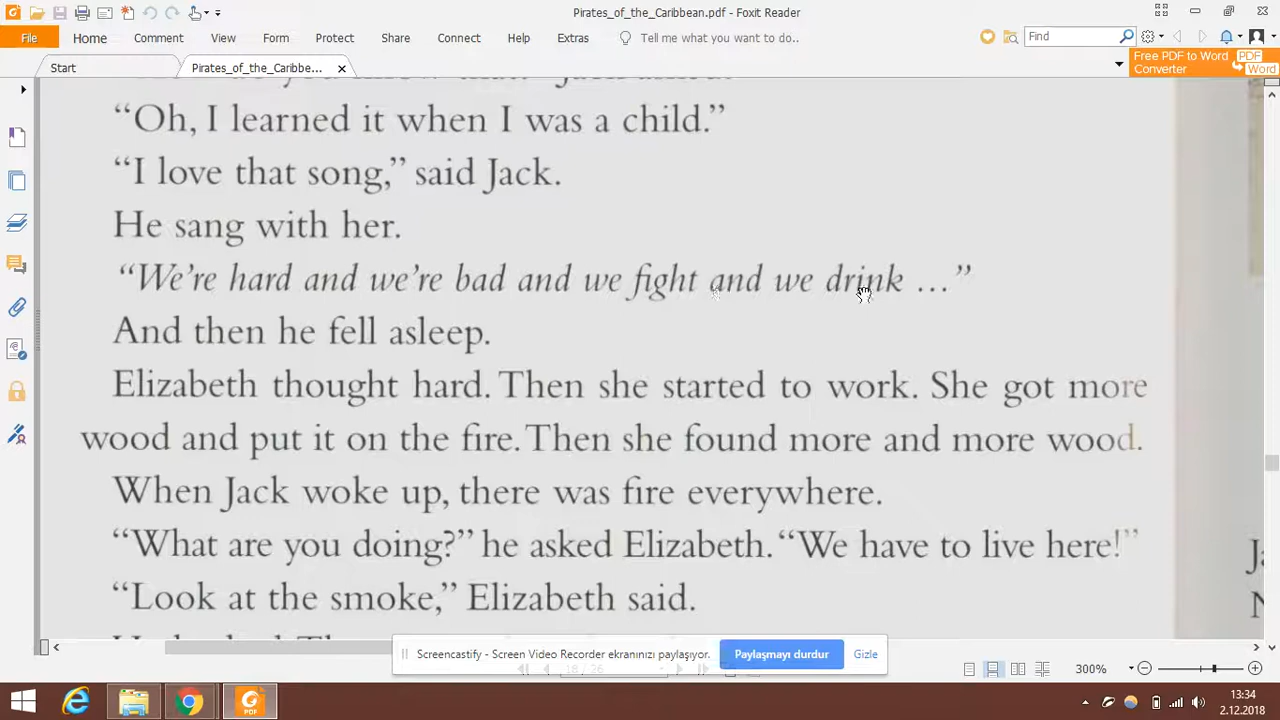 Pirates_of_the_Caribbean.pdf - Foxit Reader
File Home Comment View Form Protect Share Connect Help Extras Tell me what you want to do.. Find
Free PDF to Word Converter
PDF Word
Start Pirates_of_the_Caribbe...
“Oh, I learned it when I was a child.”
“I love that song,” said Jack.
He sang with her.
“We’re hard and we’re bad and we fight and we drink …”
And then he fell asleep.
Elizabeth thought hard. Then she started to work. She got more
wood and put it on the fire. Then she found more and more wood.
When Jack woke up, there was fire everywhere.
“What are you doing?” he asked Elizabeth. “We have to live here!”
“Look at the smoke,” Elizabeth said.
Screencastify - Screen Video Recorder ekranınızı paylaşıyor. Paylaşmayı durdur Gizle
18 / 26
300%
PDF
13:34
2.12.2018